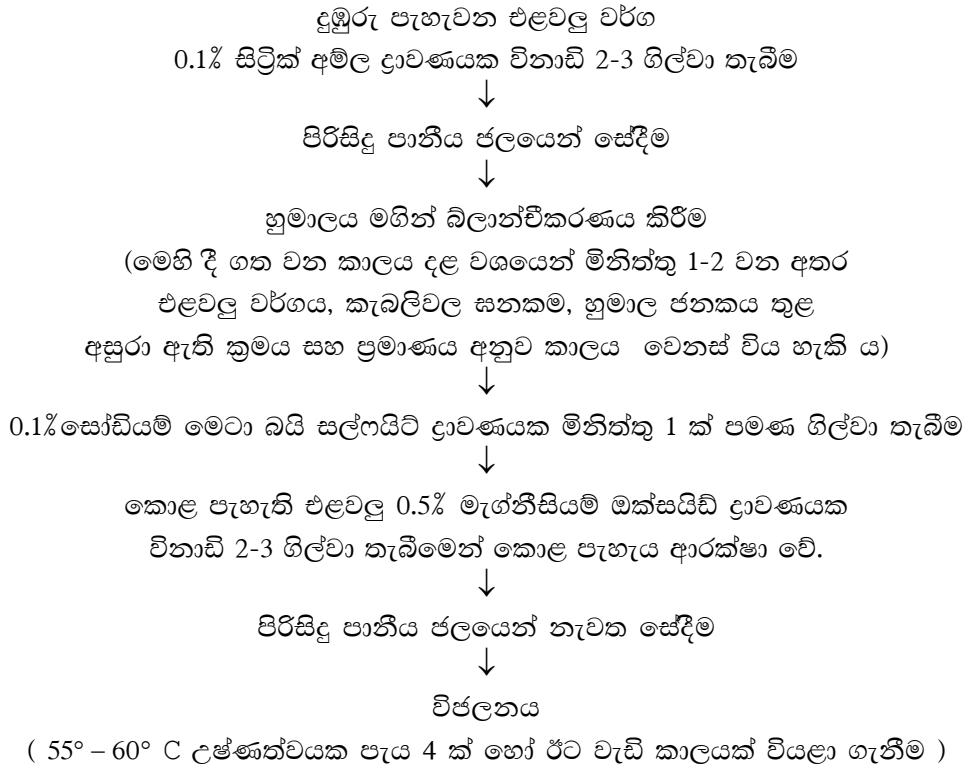 දුඹුරු පැහැවන එළවලු වර්ග
0.1% සිට්‍රික් අම්ල ද්‍රාවණයක විනාඩි 2-3 ගිල්වා තැබීම
↓
පිරිසිදු පානීය ජලයෙන් සේදීම
↓
හුමාලය මගින් බ්ලාන්චීකරණය කිරීම
(මෙහි දී ගත වන කාලය දළ වශයෙන් මිනිත්තු 1-2 වන අතර
එළවලු වර්ගය, කැබලිවල ඝනකම, හුමාල ජනකය තුළ
අසුරා ඇති ක්‍රමය සහ ප්‍රමාණය අනුව කාලය වෙනස් විය හැකි ය)
↓
0.1%සෝඩියම් මෙටා බයි සල්ෆයිට් ද්‍රාවණයක මිනිත්තු 1 ක් පමණ ගිල්වා තැබීම
↓
කොළ පැහැති එළවලු 0.5% මැග්නීසියම් ඔක්සයිඩ් ද්‍රාවණයක
විනාඩි 2-3 ගිල්වා තැබීමෙන් කොළ පැහැය ආරක්ෂා වේ.
↓
පිරිසිදු පානීය ජලයෙන් නැවත සේදීම
↓
විජලනය
( 55° – 60° C උෂ්ණත්වයක පැය 4 ක් හෝ ඊට වැඩි කාලයක් වියළා ගැනීම )